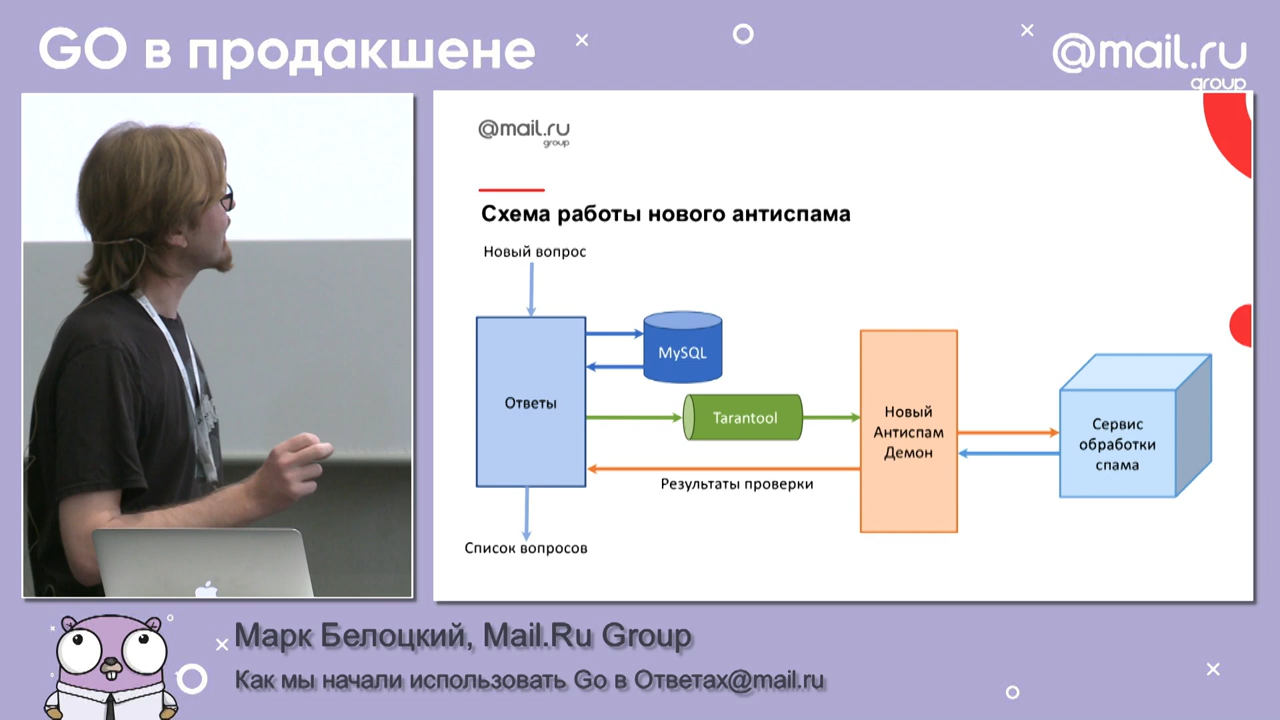 GO в продакшене
@mail.ru
group
@mail.ru
group
Схема работы нового антиспама
Новый вопрос
MySQL
Ответы
Tarantool
Новый
Антиспам
Демон
Сервис
обработки
спама
Результаты проверки
Список вопросов
Марк Белоцкий, Mail.Ru Group
Как мы начали использовать Go в Ответах@mail.ru